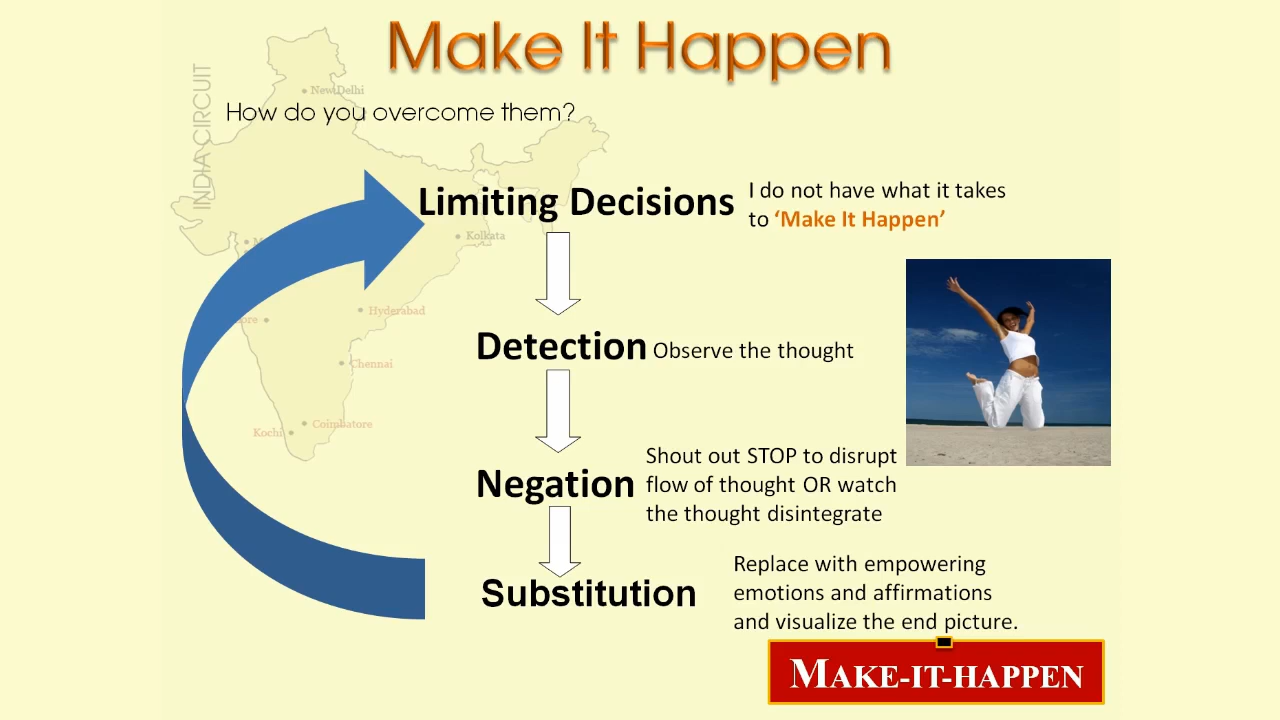 Make It Happen
INDIA CIRCUIT
New Delhi
How do you overcome them?
Limiting Decisions
I do not have what it takes
to ‘Make It Happen’
Kolkata
Hyderabad
Detection
Observe the thought
Chennai
Coimbatore
Kochi
Shout out STOP to disrupt
Negation
flow of thought OR watch
the thought disintegrate
Replace with empowering
Substitution
emotions and affirmations
and visualize the end picture.
MAKE-IT-HAPPEN